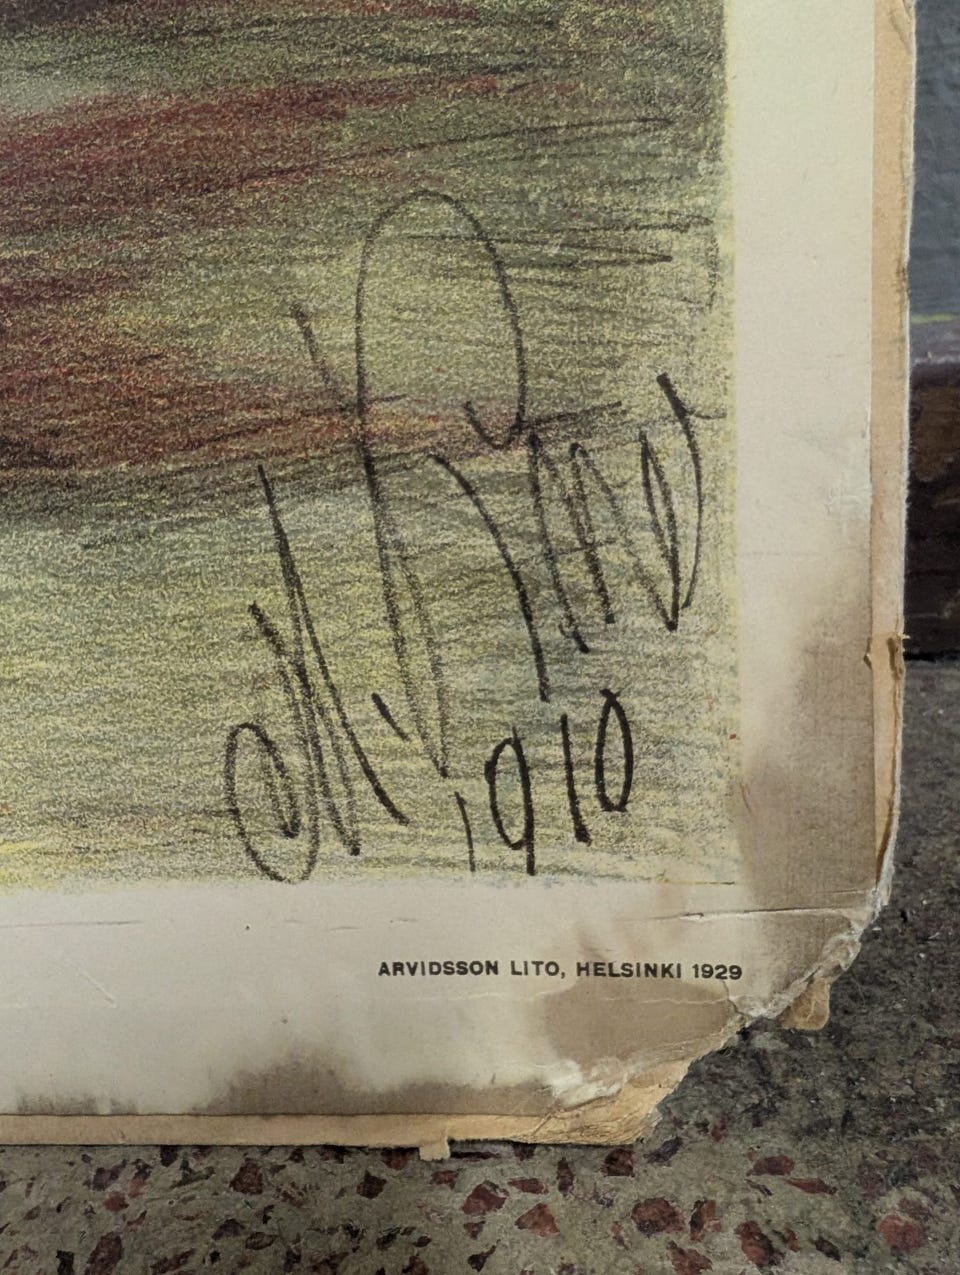 1910
ARVIDSSON LITO, HELSINKI 1929